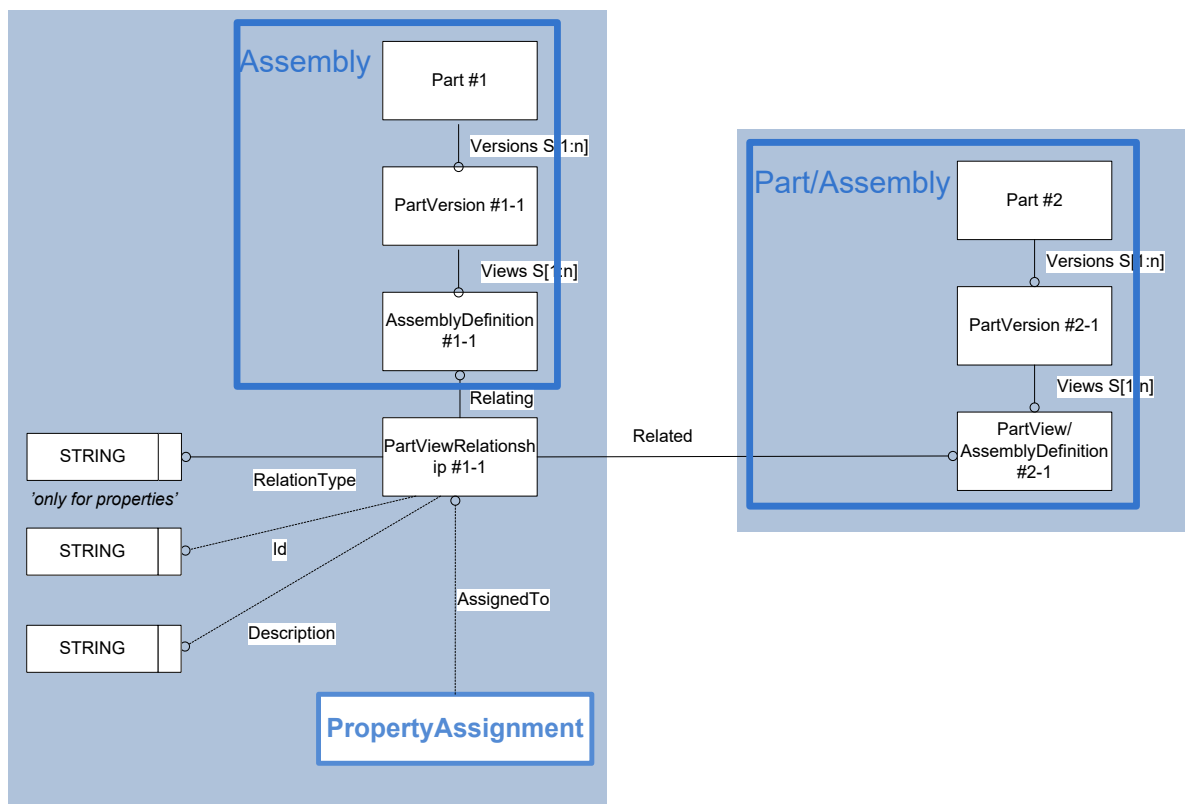 Assembly
Part #1
Versions S[1:n]
PartVersion #1-1
Views S[1:n]
AssemblyDefinition
#1-1
Relating
PartViewRelationsh
ip #1-1
Related
Part/Assembly
Part #2
Versions S[1:n]
PartVersion #2-1
Views S[1:n]
PartView/
AssemblyDefinition
#2-1
STRING
RelationType
'only for properties'
STRING
Id
STRING
Description
AssignedTo
PropertyAssignment